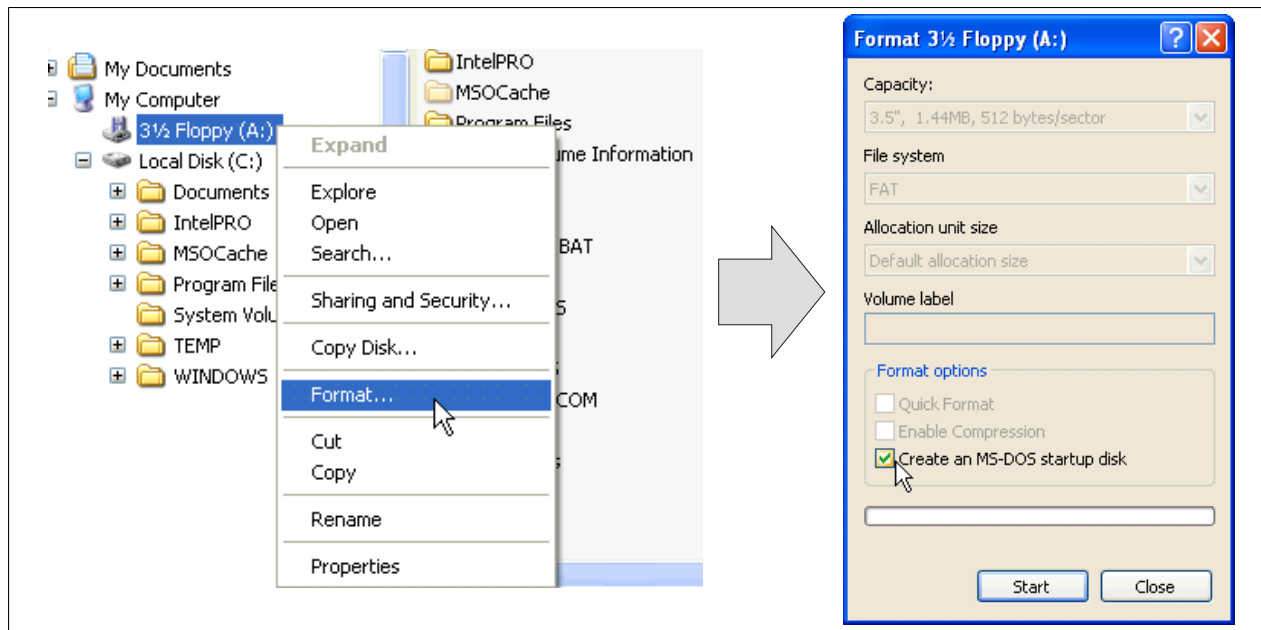 My Documents
My Computer
3½ Floppy (A:)
Local Disk (C:)
Documents
IntelPRO
MSOCache
Program File
System Volu
TEMP
WINDOWS
IntelPRO
MSOCache
Program Files
ume Information
BAT
S
COM
s
Expand
Explore
Open
Search...
Sharing and Security...
Copy Disk...
Format...
Cut
Copy
Rename
Properties
Format 3½ Floppy (A:)
Capacity:
3.5", 1.44MB, 512 bytes/sector
File system
FAT
Allocation unit size
Default allocation size
Volume label
Format options
Quick Format
Enable Compression
Create an MS-DOS startup disk
Start
Close